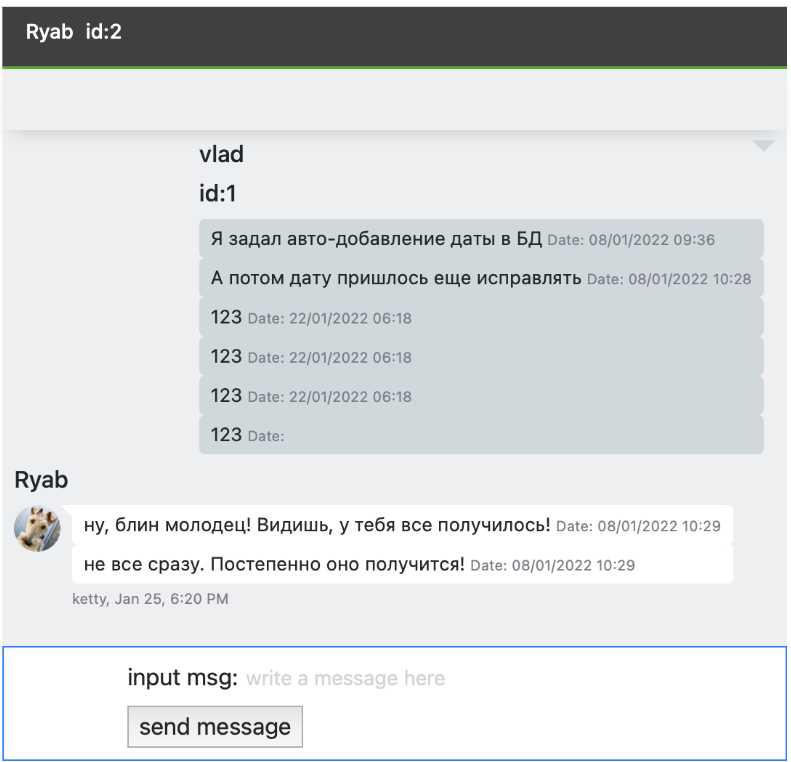 Ryab id:2
vlad
id:1
Я задал авто-добавление даты в БД Date: 08/01/2022 09:36
А потом дату пришлось еще исправлять Date: 08/01/2022 10:28
123 Date: 22/01/2022 06:18
123 Date: 22/01/2022 06:18
123 Date: 22/01/2022 06:18
123 Date:
Ryab
ну, блин молодец! Видишь, у тебя все получилось! Date: 08/01/2022 10:29
не все сразу. Постепенно оно получится! Date: 08/01/2022 10:29
ketty, Jan 25, 6:20 PM
input msg: write a message here
send message